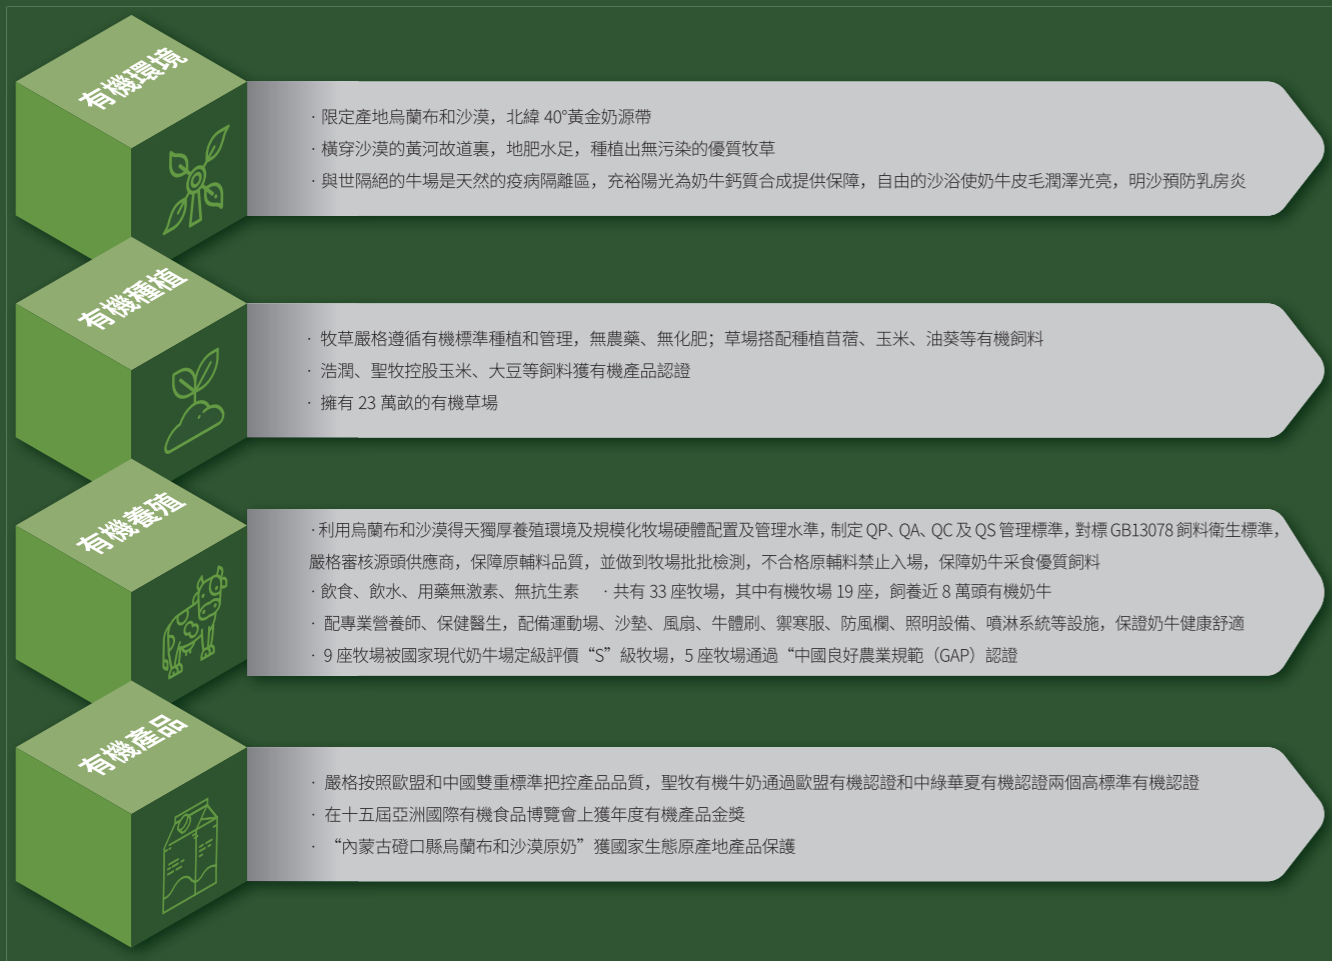 有機環境
· 限定產地烏蘭布和沙漠，北緯 40°黃金奶源帶
· 橫穿沙漠的黃河故道裏，地肥水足，種植出無污染的優質牧草
· 與世隔絕的牛場是天然的疫病隔離區，充裕陽光為奶牛鈣質合成提供保障，自由的沙浴使奶牛皮毛潤澤光亮，明沙預防乳房炎
有機種植
· 牧草嚴格遵循有機標準種植和管理，無農藥、無化肥；草場搭配種植苜蓿、玉米、油葵等有機飼料
· 浩潤、聖牧控股玉米、大豆等飼料獲有機產品認證
· 擁有 23 萬畝的有機草場
有機養殖
· 利用烏蘭布和沙漠得天獨厚養殖環境及規模化牧場硬體配置及管理水準，制定 QP、QA、QC 及 QS 管理標準，對標 GB13078 飼料衛生標準，
嚴格審核源頭供應商，保障原輔料品質，並做到牧場批批檢測，不合格原輔料禁止入場，保障奶牛采食優質飼料
· 飲食、飲水、用藥無激素、無抗生素 · 共有 33 座牧場，其中有機牧場 19 座，飼養近 8 萬頭有機奶牛
· 配專業營養師、保健醫生，配備運動場、沙墊、風扇、牛體刷、禦寒服、防風欄、照明設備、噴淋系統等設施，保證奶牛健康舒適
· 9 座牧場被國家現代奶牛場定級評價“S”級牧場，5 座牧場通過“中國良好農業規範（GAP）認證
有機產品
· 嚴格按照歐盟和中國雙重標準把控產品品質，聖牧有機牛奶通過歐盟有機認證和中綠華夏有機認證兩個高標準有機認證
· 在十五屆亞洲國際有機食品博覽會上獲年度有機產品金獎
· “內蒙古磴口縣烏蘭布和沙漠原奶”獲國家生態原產地產品保護